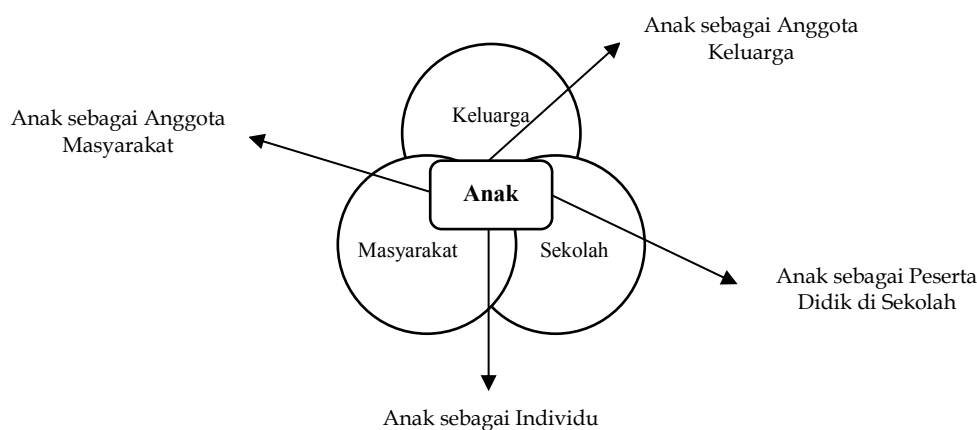 Anak sebagai Anggota
Keluarga
Keluarga
Anak sebagai Anggota
Masyarakat
Anak
Masyarakat
Sekolah
Anak sebagai Peserta
Didik di Sekolah
Anak sebagai Individu